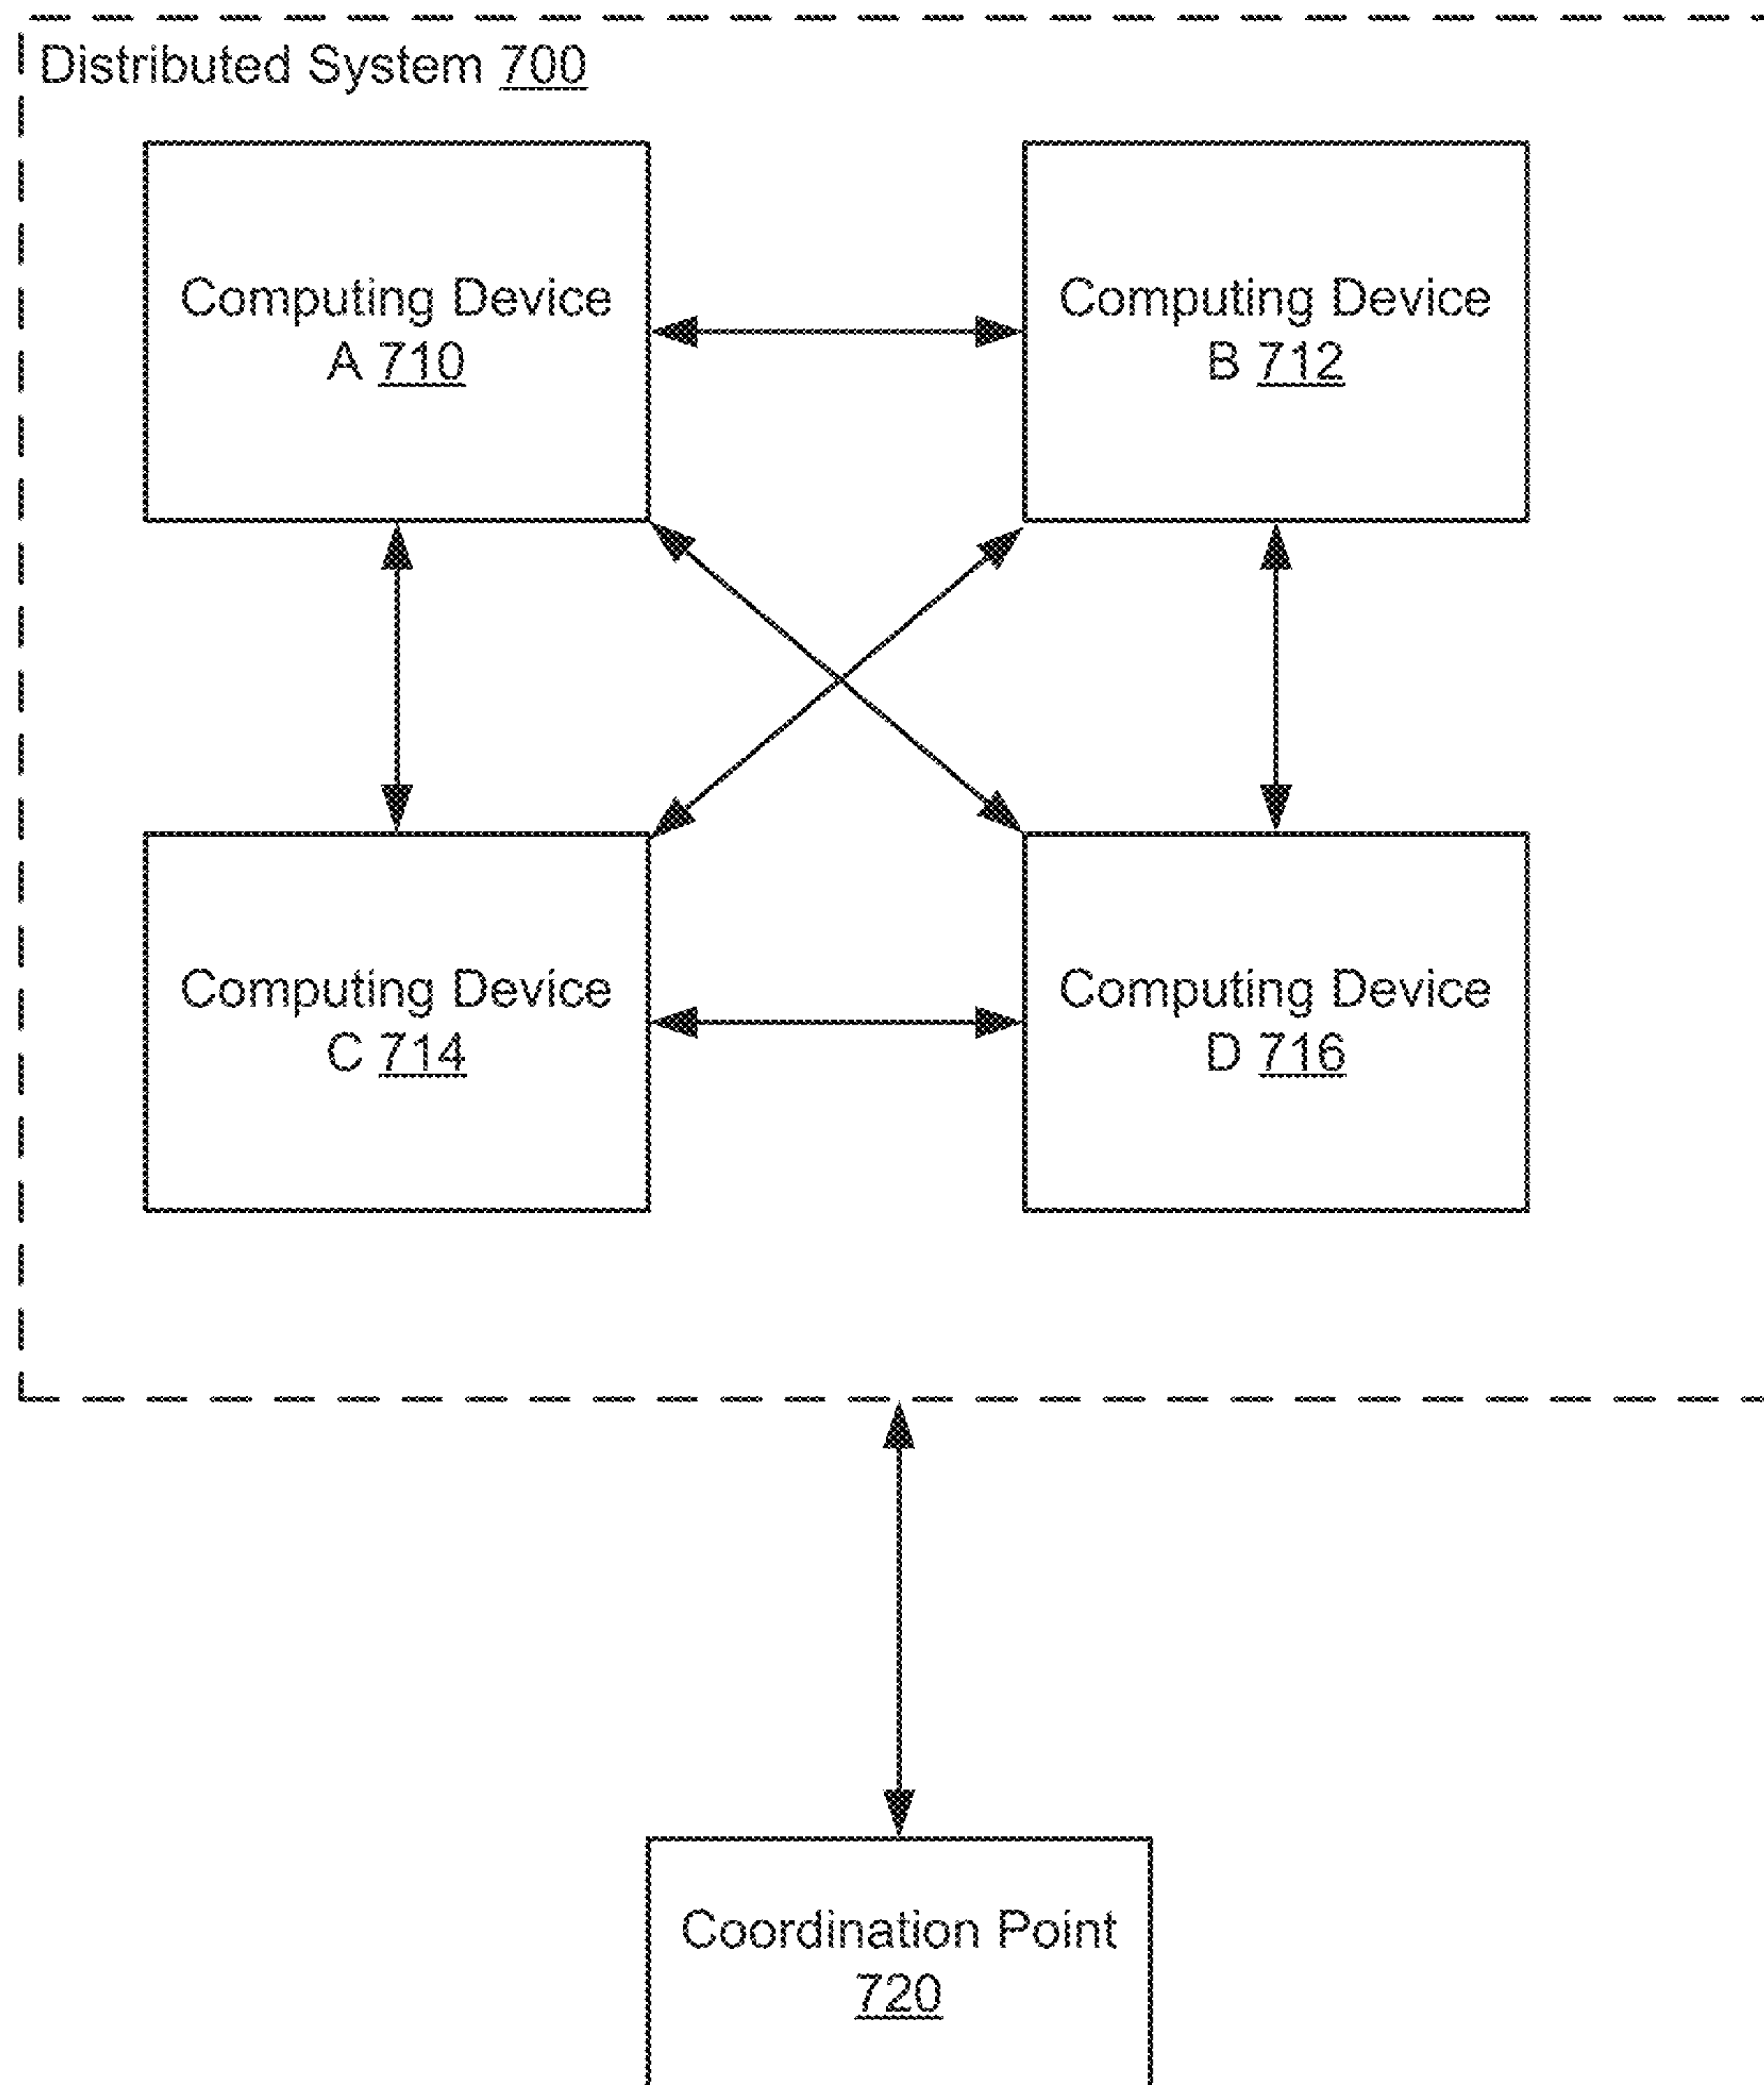 Distributed System 700
Computing Device
A 710
Computing Device
B 712
Computing Device
C 714
Computing Device
D 716
Coordination Point
720